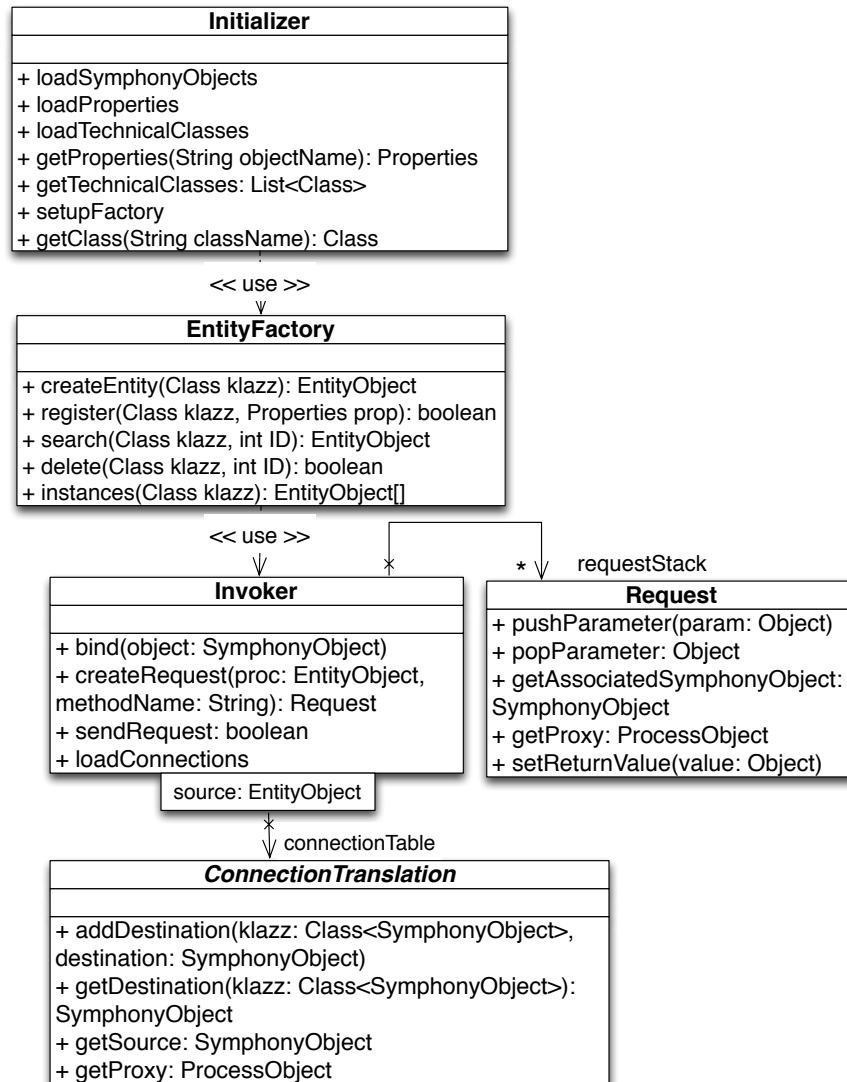 Initializer
+ loadSymphonyObjects
+ loadProperties
+ loadTechnicalClasses
+ getProperties(String objectName): Properties
+ getTechnicalClasses: List<Class>
+ setupFactory
+ getClass(String className): Class
<< use >>
EntityFactory
+ createEntity(Class klazz): EntityObject
+ register(Class klazz, Properties prop): boolean
+ search(Class klazz, int ID): EntityObject
+ delete(Class klazz, int ID): boolean
+ instances(Class klazz): EntityObject[]
<< use >>
* requestStack
Invoker
+ bind(object: SymphonyObject)
+ createRequest(proc: EntityObject,
methodName: String): Request
+ sendRequest: boolean
+ loadConnections
Request
+ pushParameter(param: Object)
+ popParameter: Object
+ getAssociatedSymphonyObject:
SymphonyObject
+ getProxy: ProcessObject
+ setReturnValue(value: Object)
source: EntityObject
connectionTable
ConnectionTranslation
+ addDestination(klazz: Class<SymphonyObject>,
destination: SymphonyObject)
+ getDestination(klazz: Class<SymphonyObject>):
SymphonyObject
+ getSource: SymphonyObject
+ getProxy: ProcessObject